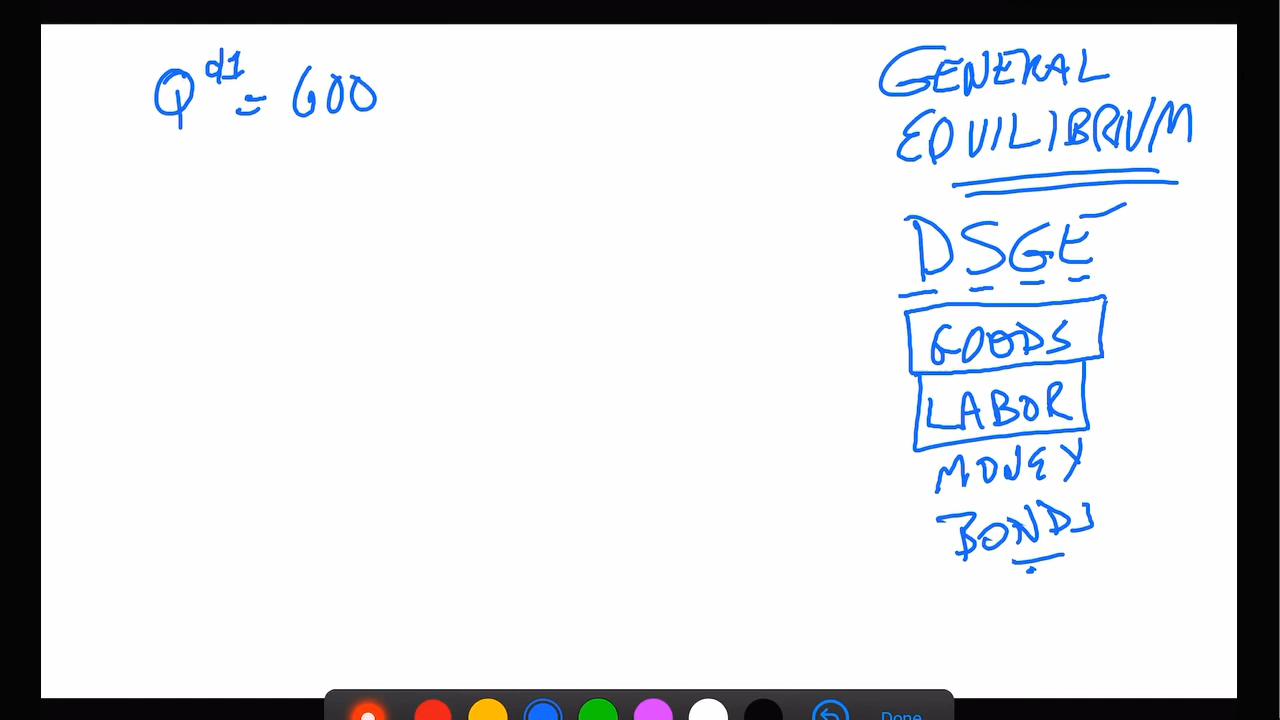 Q^d1 = 600
GENERAL
EQUILIBRIUM
DSGE
GOODS
LABOR
MONEY
BONDS
Done